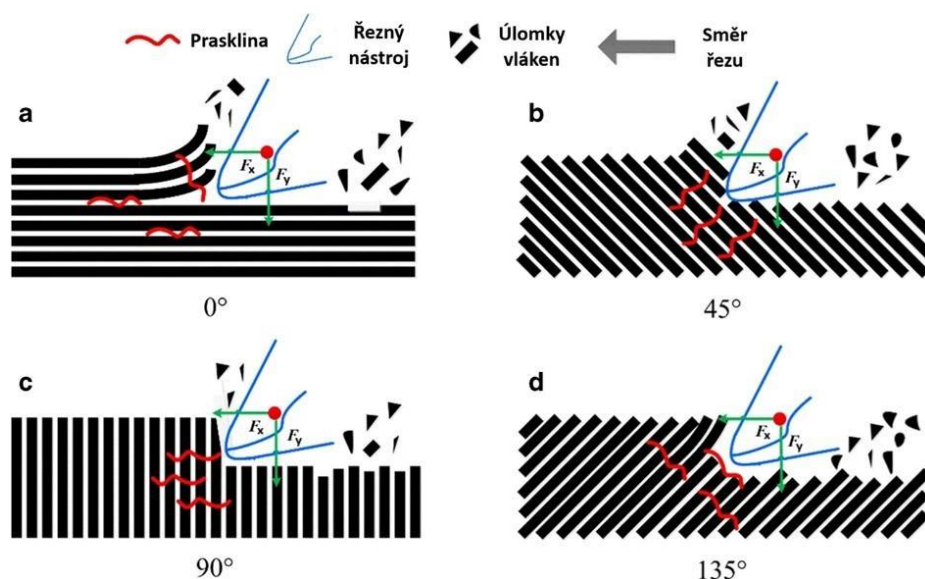 Prasklina
Řezný
nástroj
Úlomky
vláken
Směr
řezu
a
Fx
Fy
0°
b
Fx
Fy
45°
c
Fx
Fy
90°
d
Fx
Fy
135°